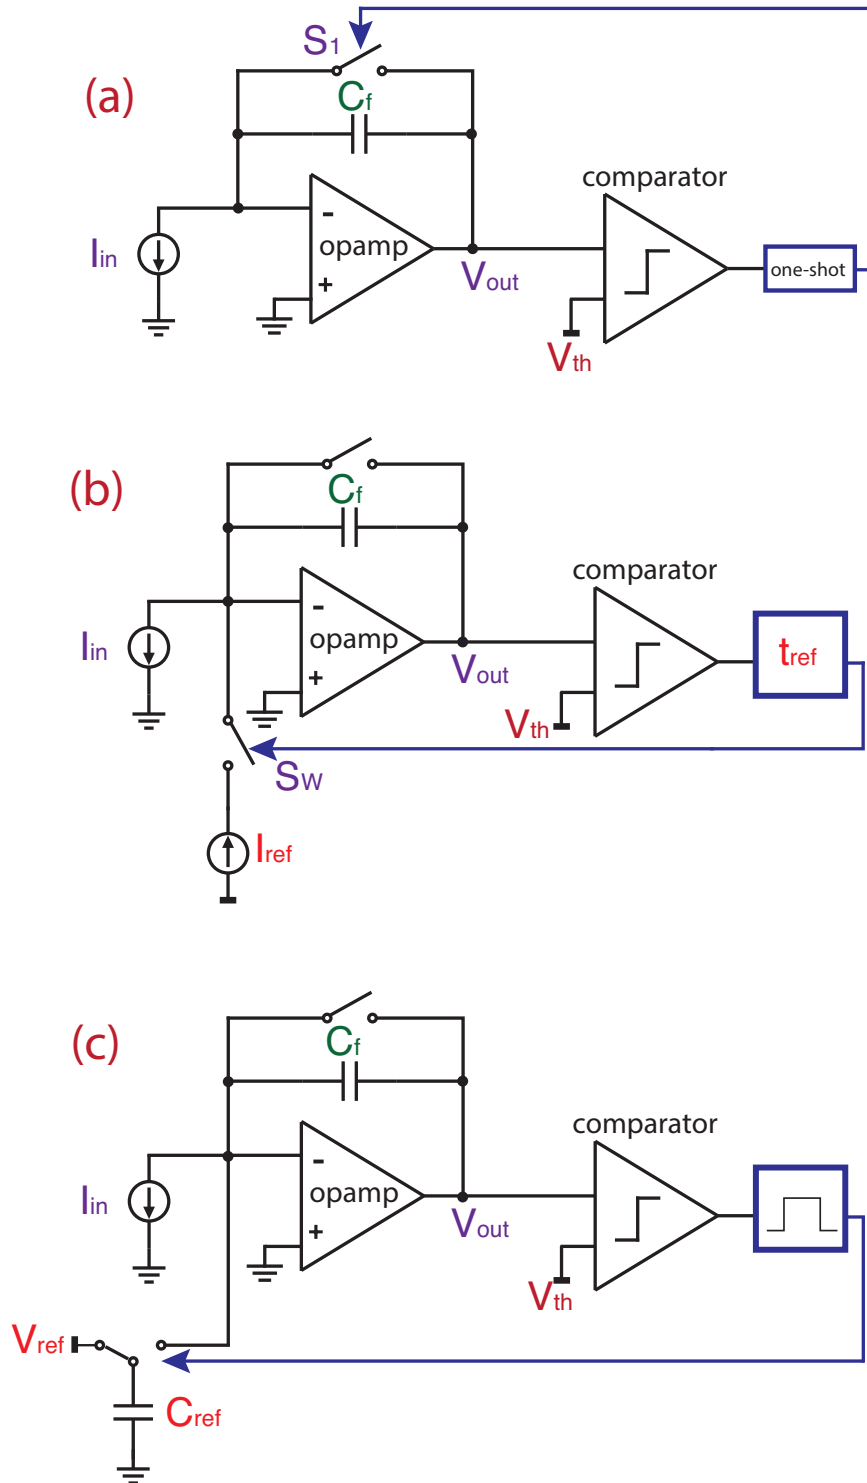 S1
(a)
Cf
comparator
-
opamp
Iin
+
Vout
one-shot
Vth
(b)
Cf
comparator
-
opamp
Iin
+
Vout
tref
Vth
SW
Iref
(c)
Cf
comparator
-
opamp
Iin
+
Vout
Vth
Vref
Cref